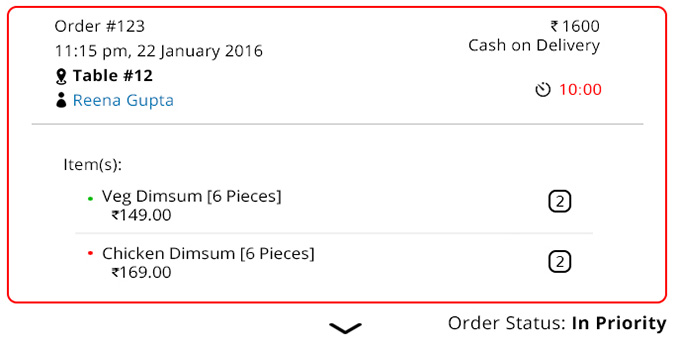 Order #123
₹ 1600
11:15 pm, 22 January 2016
Cash on Delivery
Table #12
10:00
Reena Gupta
Item(s):
Veg Dimsum [6 Pieces]
₹149.00
2
Chicken Dimsum [6 Pieces]
₹169.00
2
Order Status: In Priority